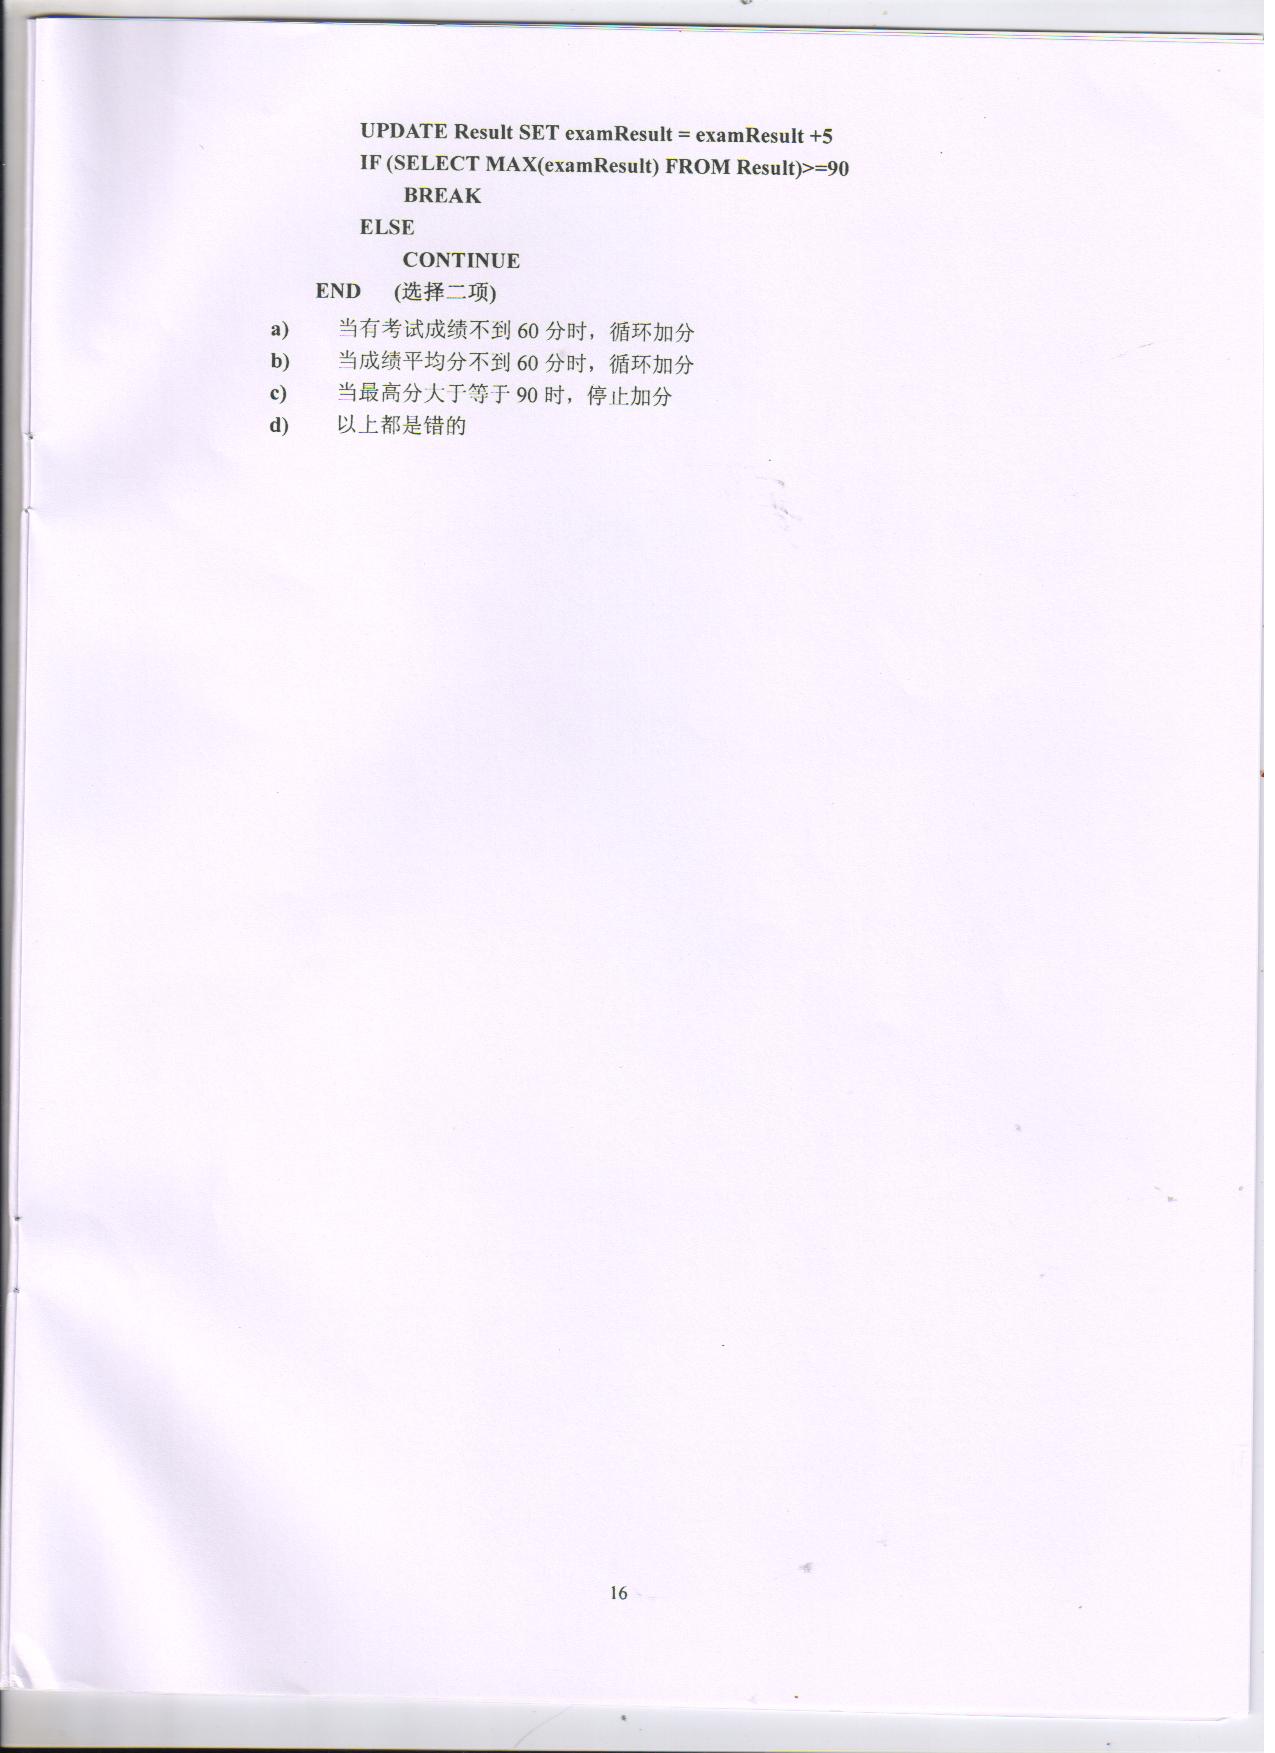 UPDATE Result SET examResult = examResult +5
IF (SELECT MAX(examResult) FROM Result)>=90
BREAK
ELSE
CONTINUE
END (选择二项)
a) 当有考试成绩不到 60 分时，循环加分
b) 当成绩平均分不到 60 分时，循环加分
c) 当最高分大于等于 90 时，停止加分
d) 以上都是错的
16